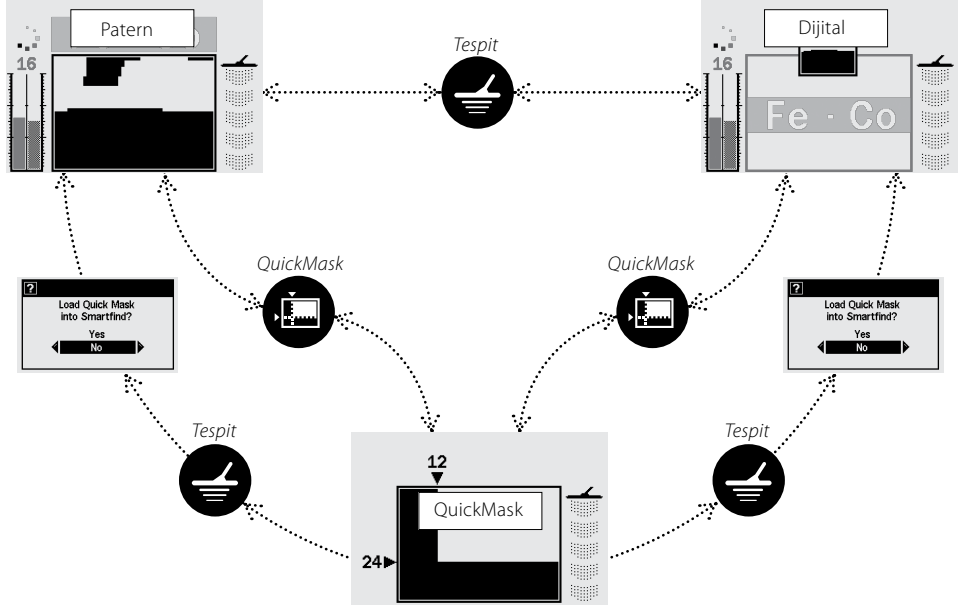 Patern
16
Tespit
Dijital
16
Fe · Co
QuickMask
QuickMask
?
Load Quick Mask
into Smartfind?
Yes
No
?
Load Quick Mask
into Smartfind?
Yes
No
Tespit
Tespit
12
QuickMask
24